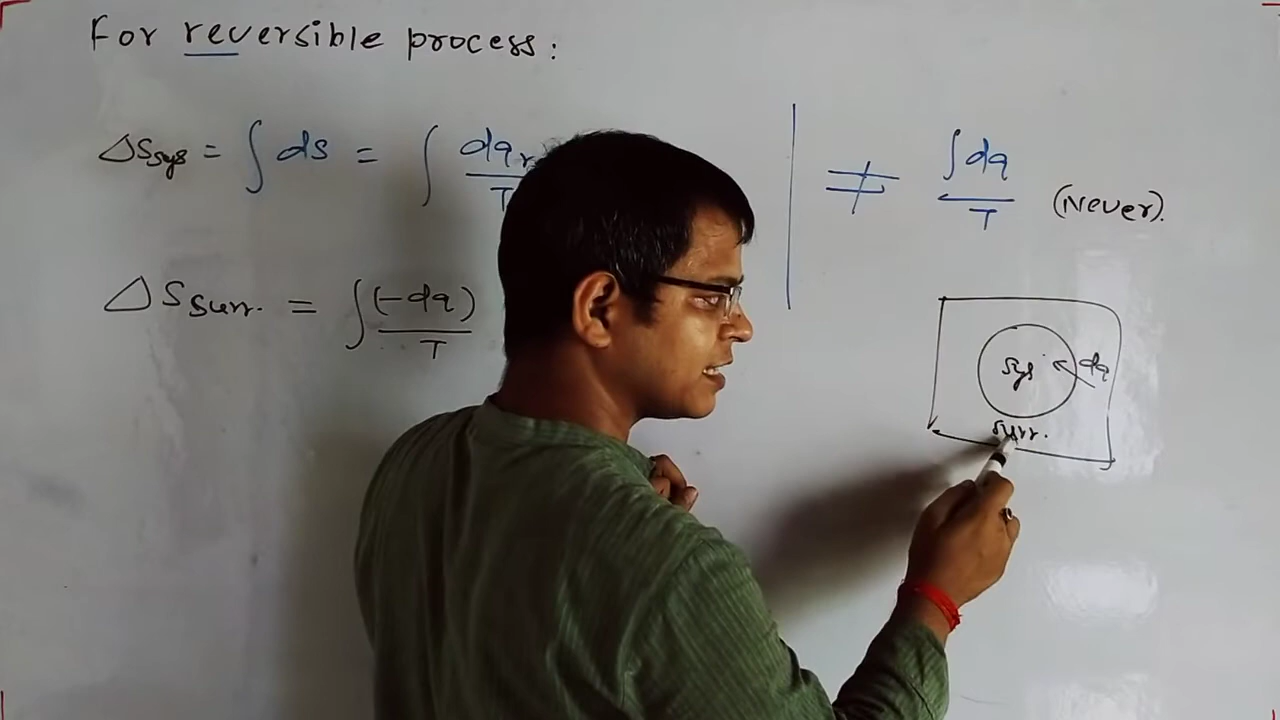 For reversible process:
ΔSsys = ∫ ds = ∫ dqr/T
≠ ∫dq/T (Never).
ΔSsurr. = ∫(-dq)/T
sys dq
surr.